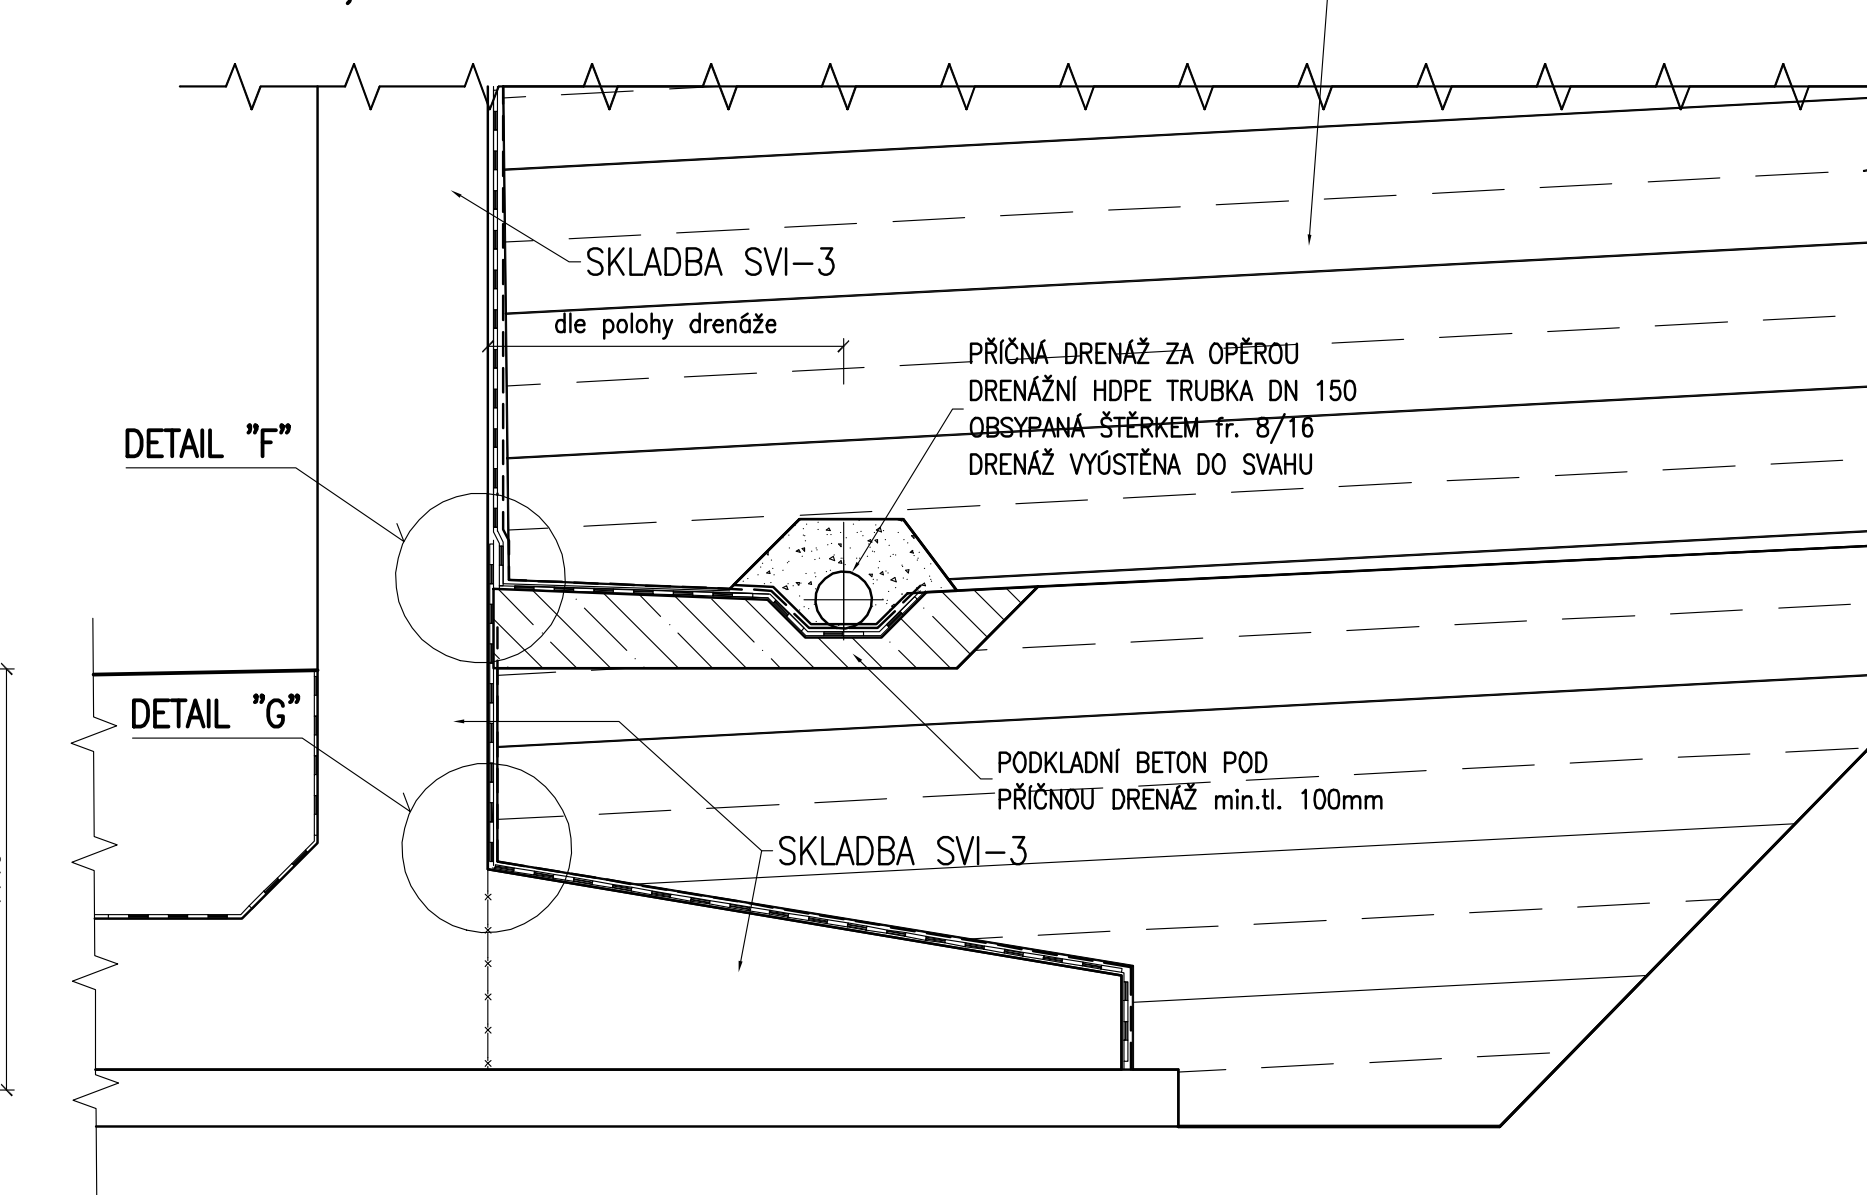 SKLADBA SVI-3
dle polohy drenáže
PŘÍČNÁ DRENÁŽ ZA OPĚROU
DRENÁŽNÍ HDPE TRUBKA DN 150
OBSYPANÁ ŠTĚRKEM fr. 8/16
DRENÁŽ VYÚSTĚNA DO SVAHU
DETAIL "F"
DETAIL "G"
PODKLADNÍ BETON POD
PŘÍČNOU DRENÁŽ min.tl. 100mm
SKLADBA SVI-3